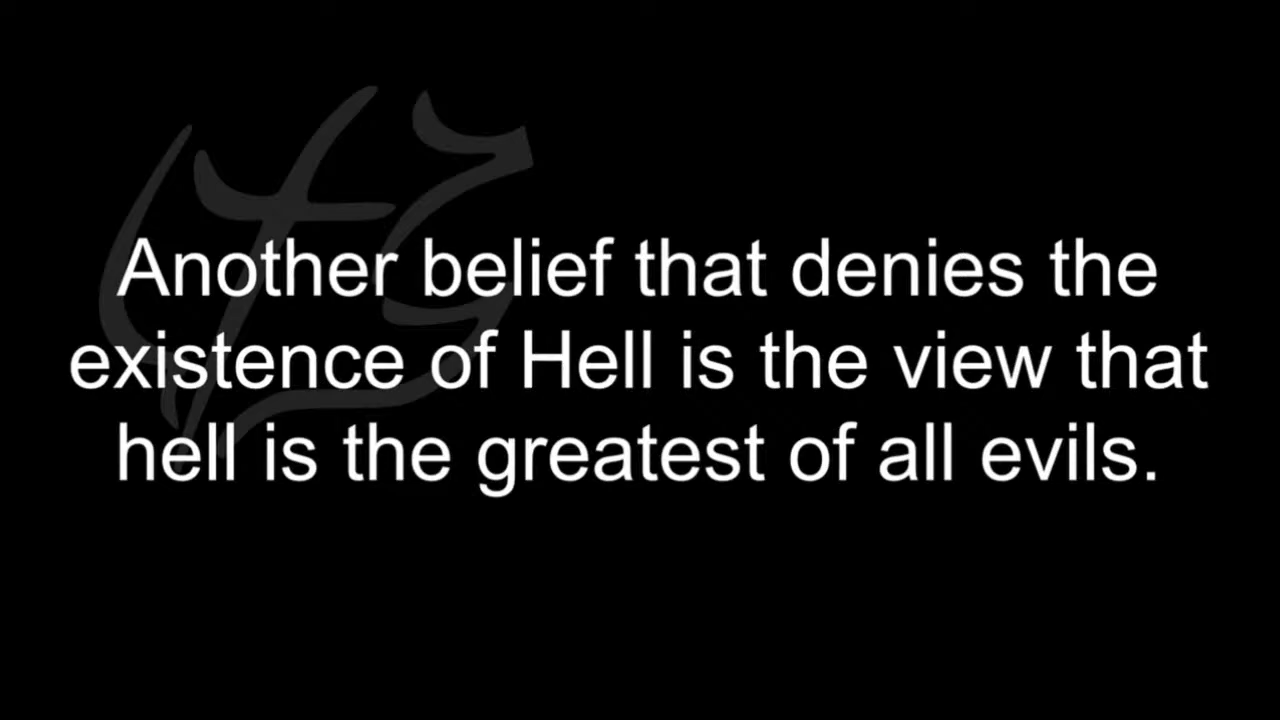 Another belief that denies the
existence of Hell is the view that
hell is the greatest of all evils.